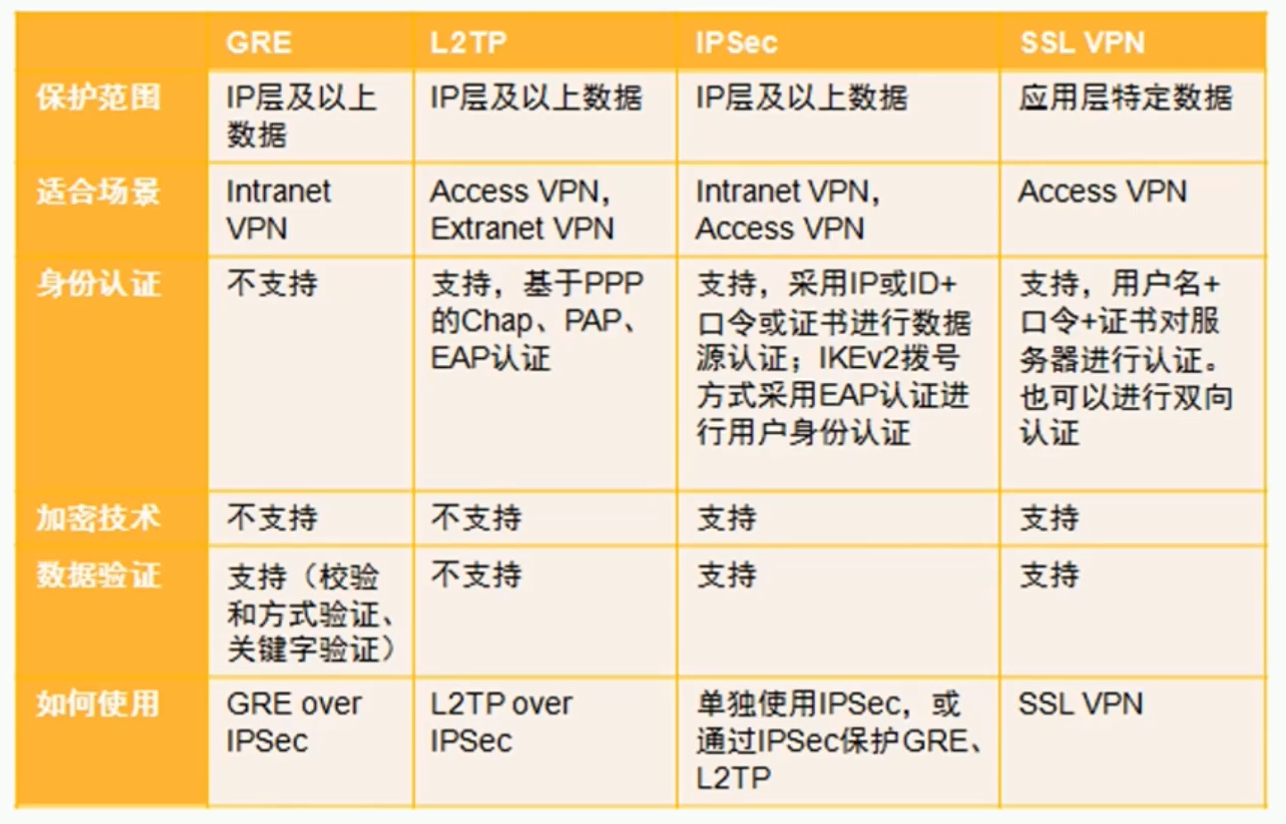 GRE
L2TP
IPSec
SSL VPN
保护范围
IP层及以上
数据
IP层及以上数据
IP层及以上数据
应用层特定数据
适合场景
Intranet
VPN
Access VPN，
Extranet VPN
Intranet VPN，
Access VPN
Access VPN
身份认证
不支持
支持，基于PPP
的Chap、PAP、
EAP认证
支持，采用IP或ID+
口令或证书进行数据
源认证；IKEv2拨号
方式采用EAP认证进
行用户身份认证
支持，用户名+
口令+证书对服
务器进行认证。
也可以进行双向
认证
加密技术
不支持
不支持
支持
支持
数据验证
支持（校验
和方式验证、
关键字验证）
不支持
支持
支持
如何使用
GRE over
IPSec
L2TP over
IPSec
单独使用IPSec，或
通过IPSec保护GRE、
L2TP
SSL VPN